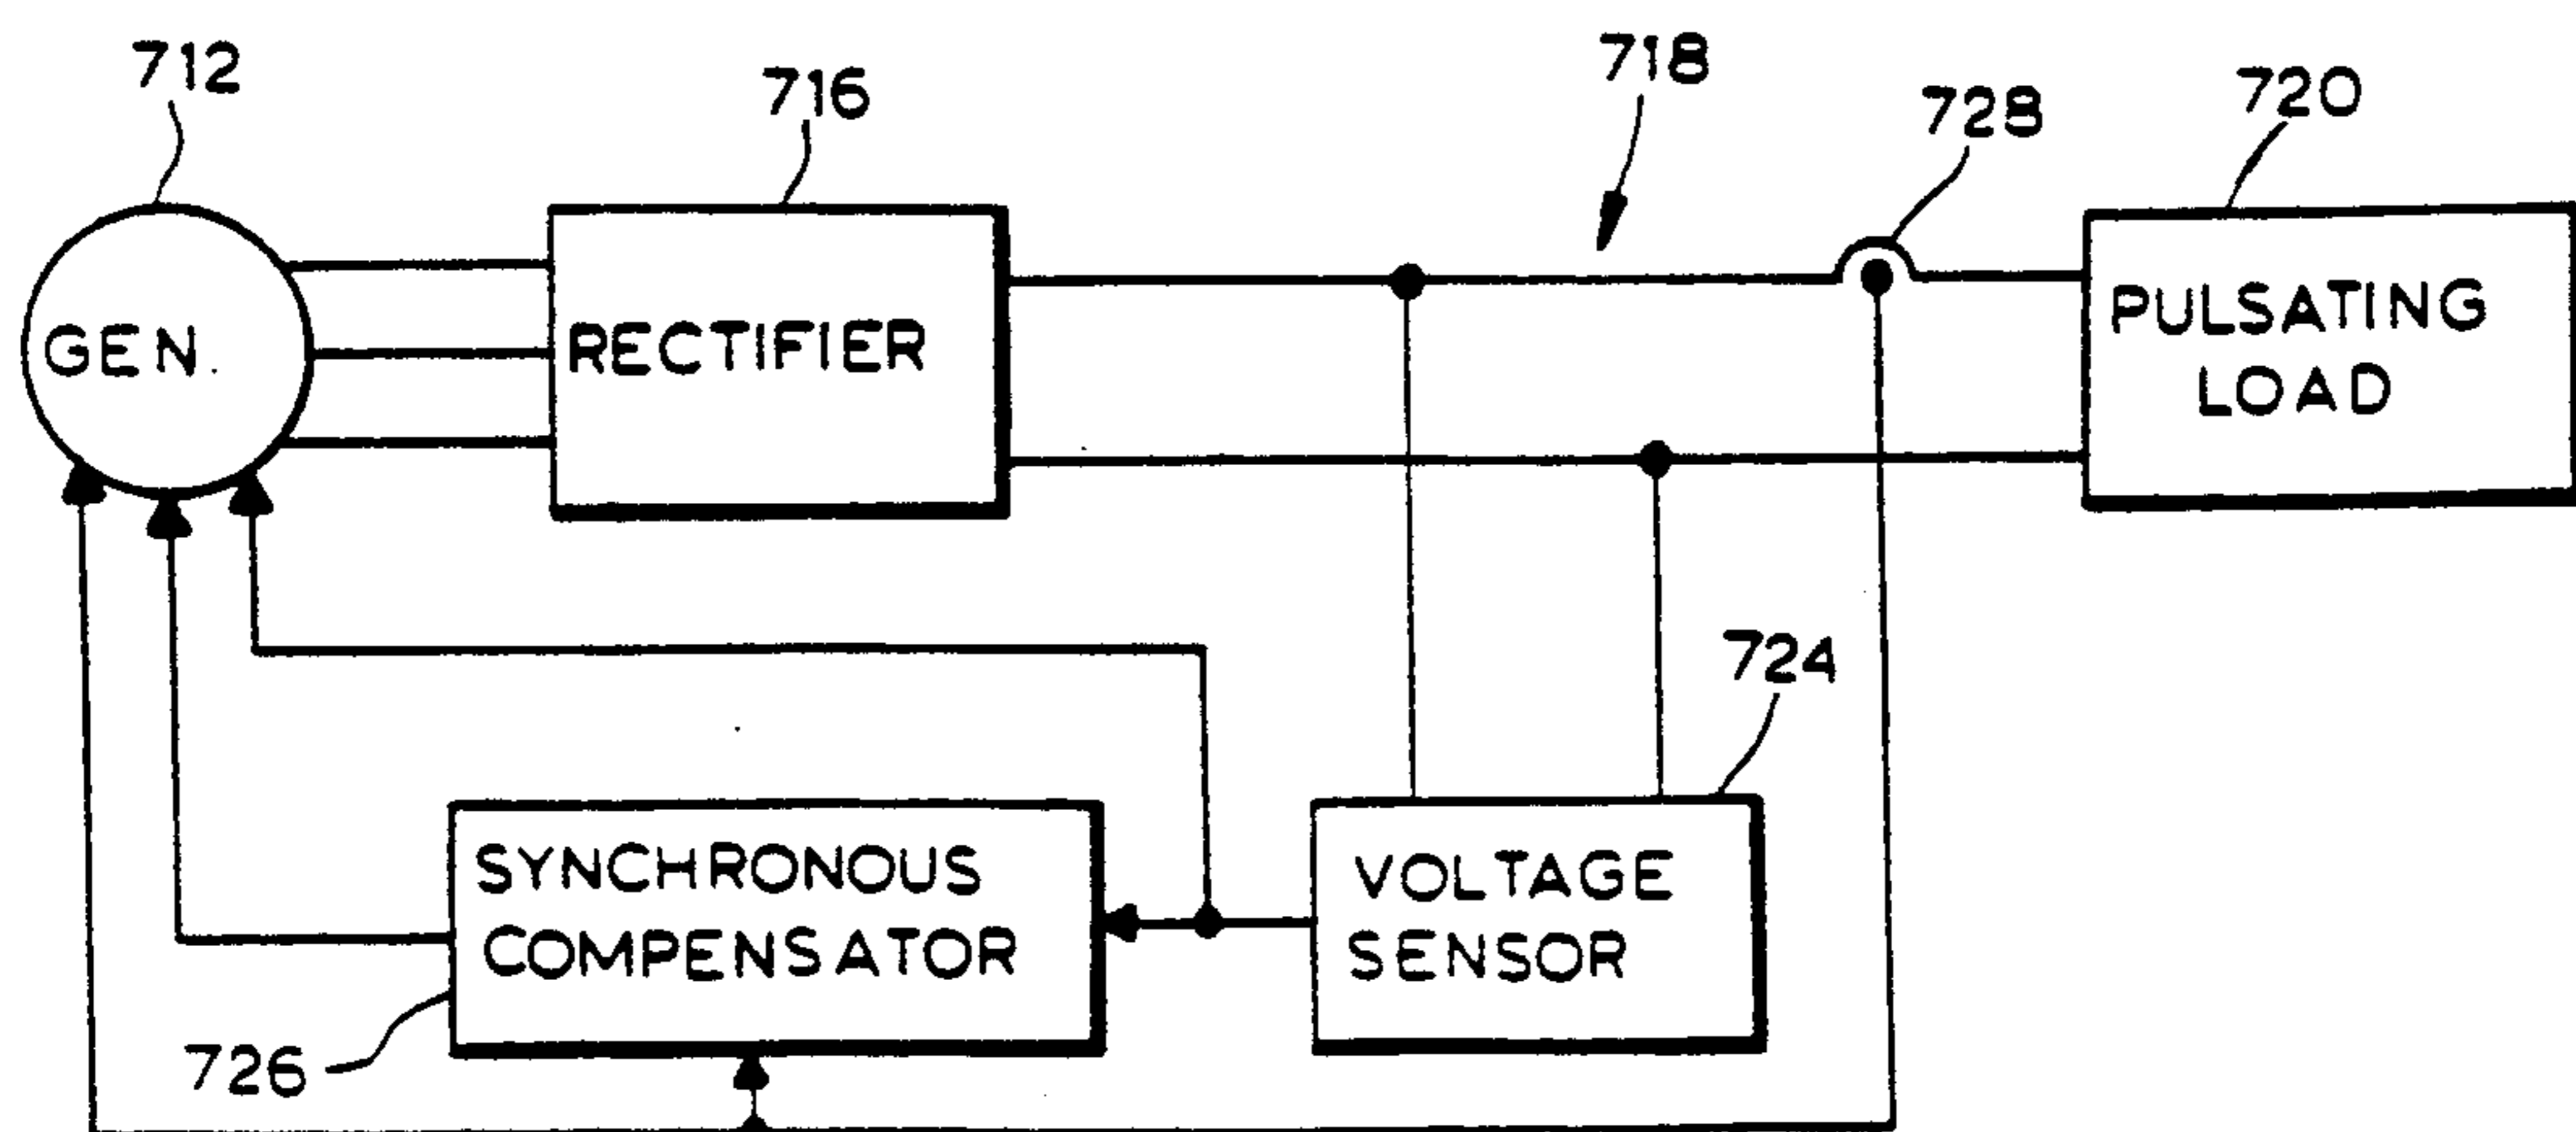 712
716
718
728
720
GEN.
RECTIFIER
PULSATING
LOAD
724
SYNCHRONOUS
COMPENSATOR
VOLTAGE
SENSOR
726